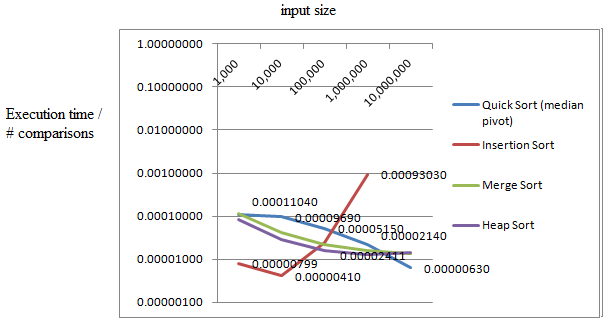 input size
1.00000000
0.10000000
0.01000000
0.00100000
0.00010000
0.00001000
0.00000100
1,000
10,000
100,000
1,000,000
10,000,000
Execution time /
# comparisons
0.00093030
0.00011040
0.00009690
0.00005150
0.00002140
0.00002411
0.00000799
0.00000410
0.00000630
Quick Sort (median
pivot)
Insertion Sort
Merge Sort
Heap Sort